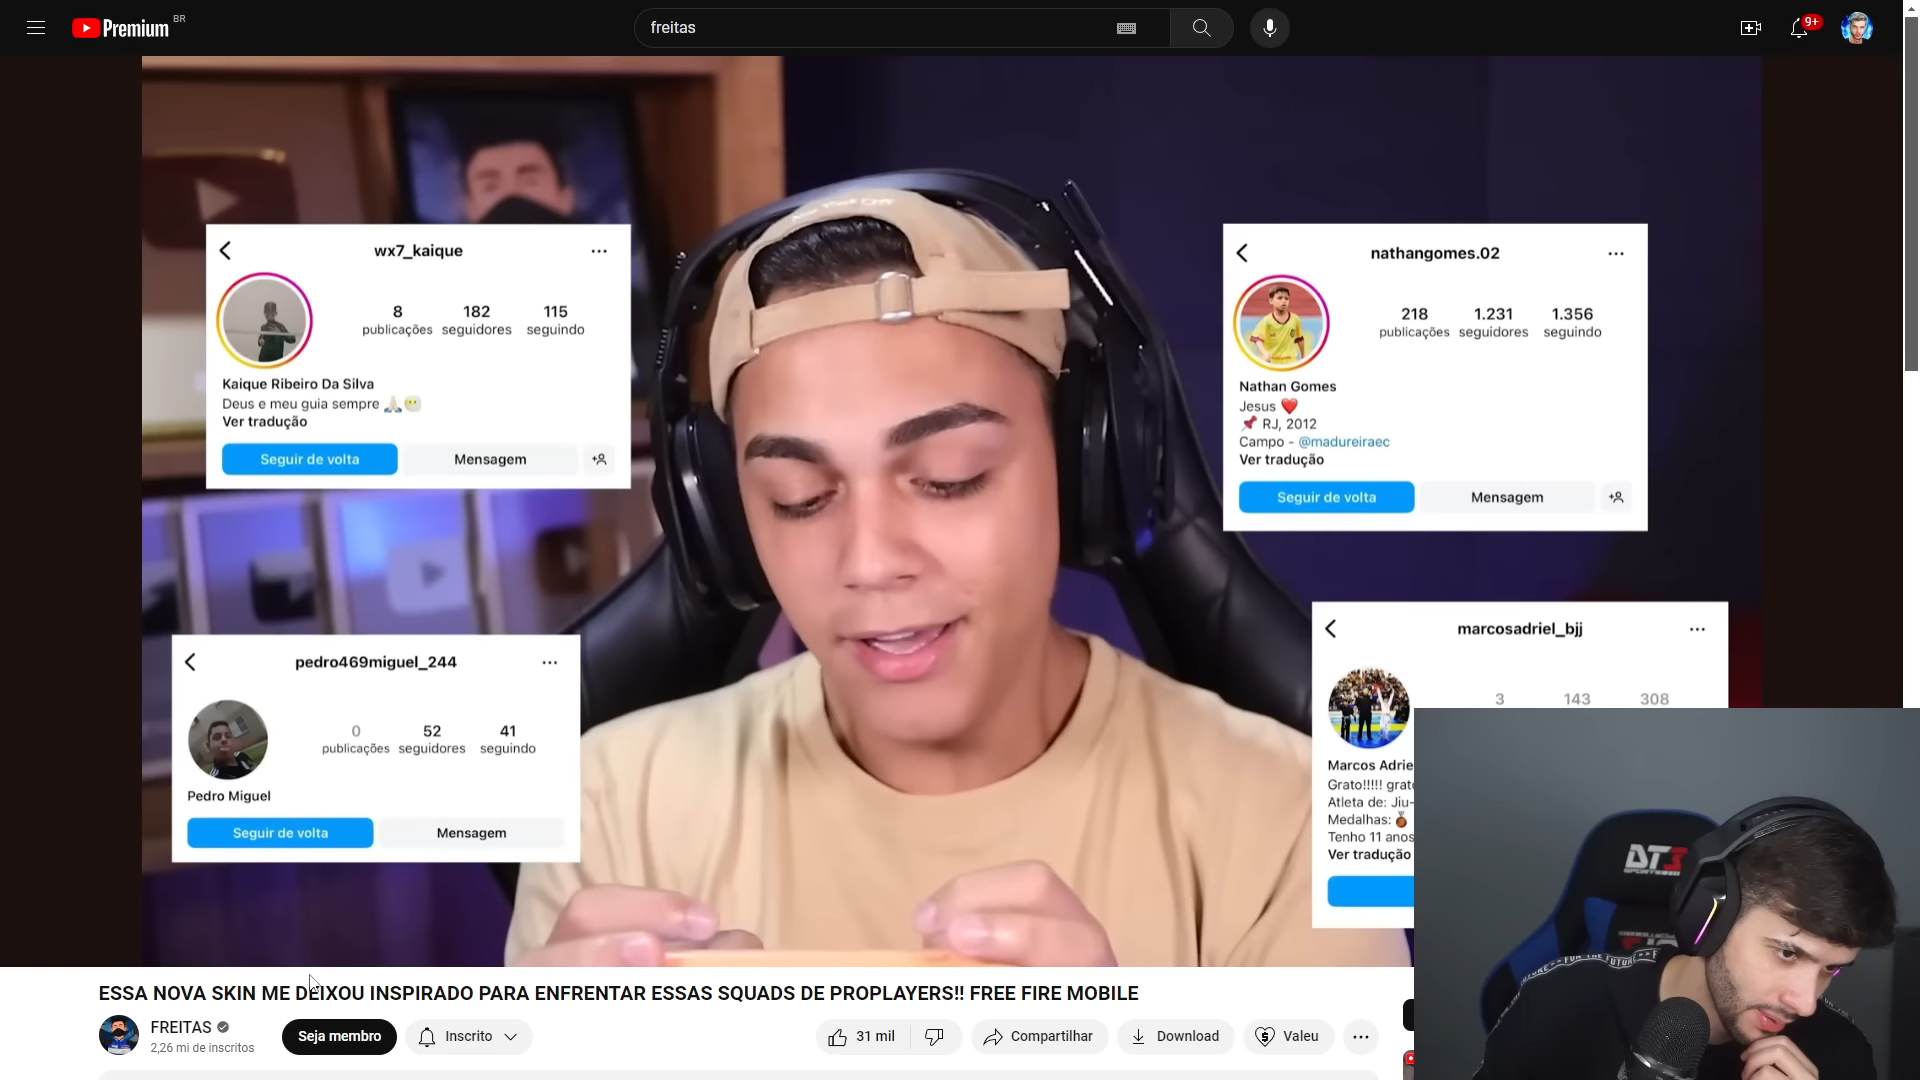 Premium BR
freitas
9+
wx7_kaique
8
182
115
publicações
seguidores
seguindo
Kaique Ribeiro Da Silva
Deus e meu guia sempre 🙏🏻😶‍🌫️
Ver tradução
Seguir de volta
Mensagem
nathangomes.02
218
1.231
1.356
publicações
seguidores
seguindo
Nathan Gomes
Jesus ❤️
📌 RJ, 2012
Campo - @madureiraec
Ver tradução
Seguir de volta
Mensagem
pedro469miguel_244
0
52
41
publicações
seguidores
seguindo
Pedro Miguel
Seguir de volta
Mensagem
marcosadriel_bjj
3
143
308
Marcos Adrie
Grato!!!!! grat
Atleta de: Jiu-
Medalhas: 🏅
Tenho 11 anos
Ver tradução
DT3
SPORTS
FOR THE FUTURE
ESSA NOVA SKIN ME DEIXOU INSPIRADO PARA ENFRENTAR ESSAS SQUADS DE PROPLAYERS!! FREE FIRE MOBILE
FREITAS
2,26 mi de inscritos
Seja membro
Inscrito
31 mil
Compartilhar
Download
Valeu